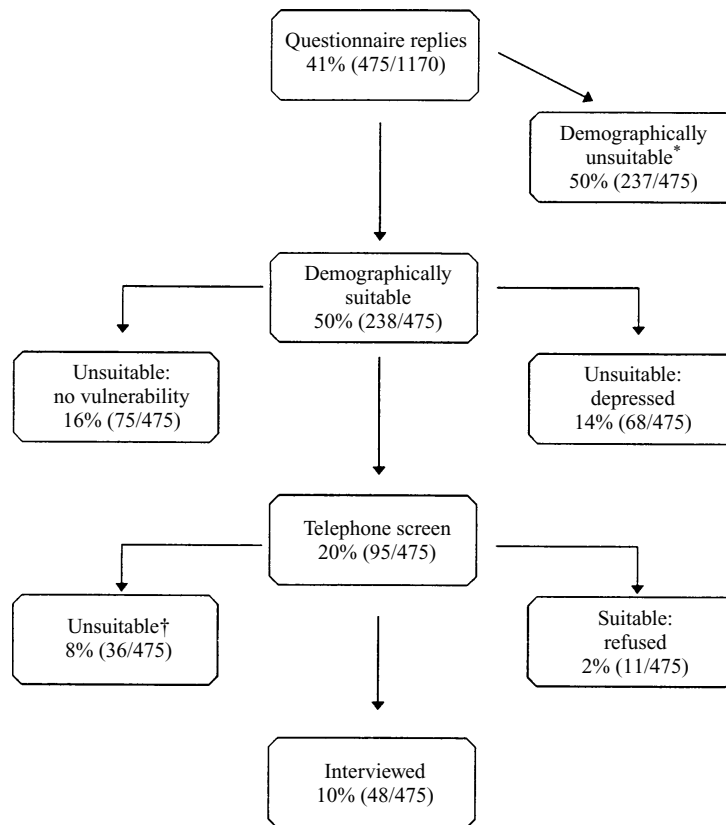 Questionnaire replies
41% (475/1170)
Demographically
unsuitable*
50% (237/475)
Demographically
suitable
50% (238/475)
Unsuitable:
no vulnerability
16% (75/475)
Unsuitable:
depressed
14% (68/475)
Telephone screen
20% (95/475)
Unsuitable†
8% (36/475)
Suitable:
refused
2% (11/475)
Interviewed
10% (48/475)